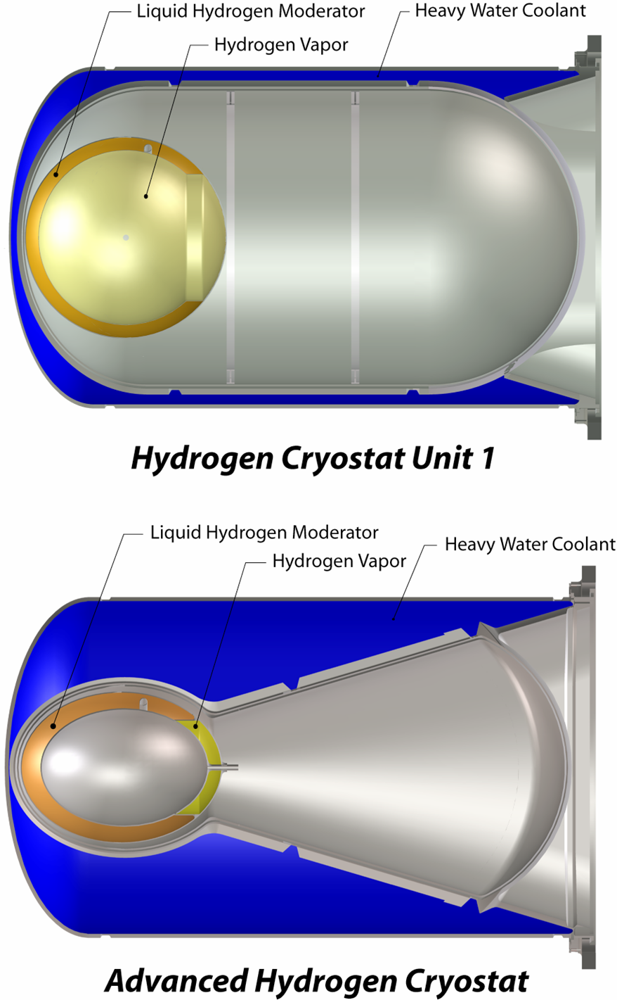 Liquid Hydrogen Moderator
Heavy Water Coolant
Hydrogen Vapor
Hydrogen Cryostat Unit 1
Liquid Hydrogen Moderator
Heavy Water Coolant
Hydrogen Vapor
Advanced Hydrogen Cryostat